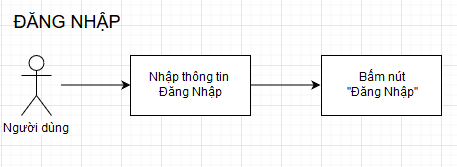 ĐĂNG NHẬP
Người dùng
Nhập thông tin
Đăng Nhập
Bấm nút
"Đăng Nhập"